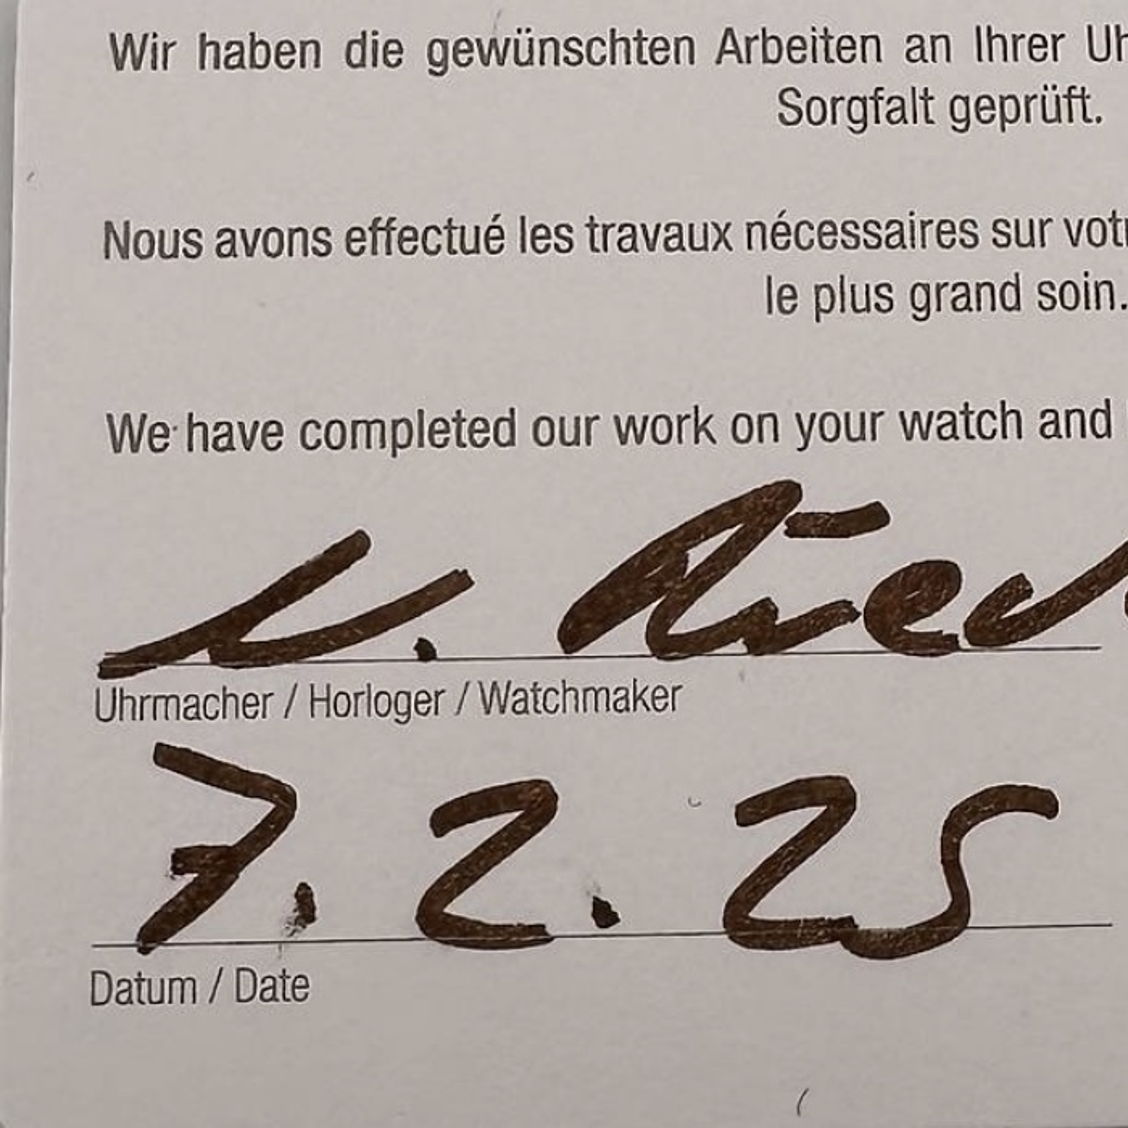 Wir haben die gewünschten Arbeiten an Ihrer Uh
Sorgfalt geprüft.
Nous avons effectué les travaux nécessaires sur votr
le plus grand soin.
We have completed our work on your watch and
Uhrmacher / Horloger / Watchmaker
7. 2. 25
Datum / Date